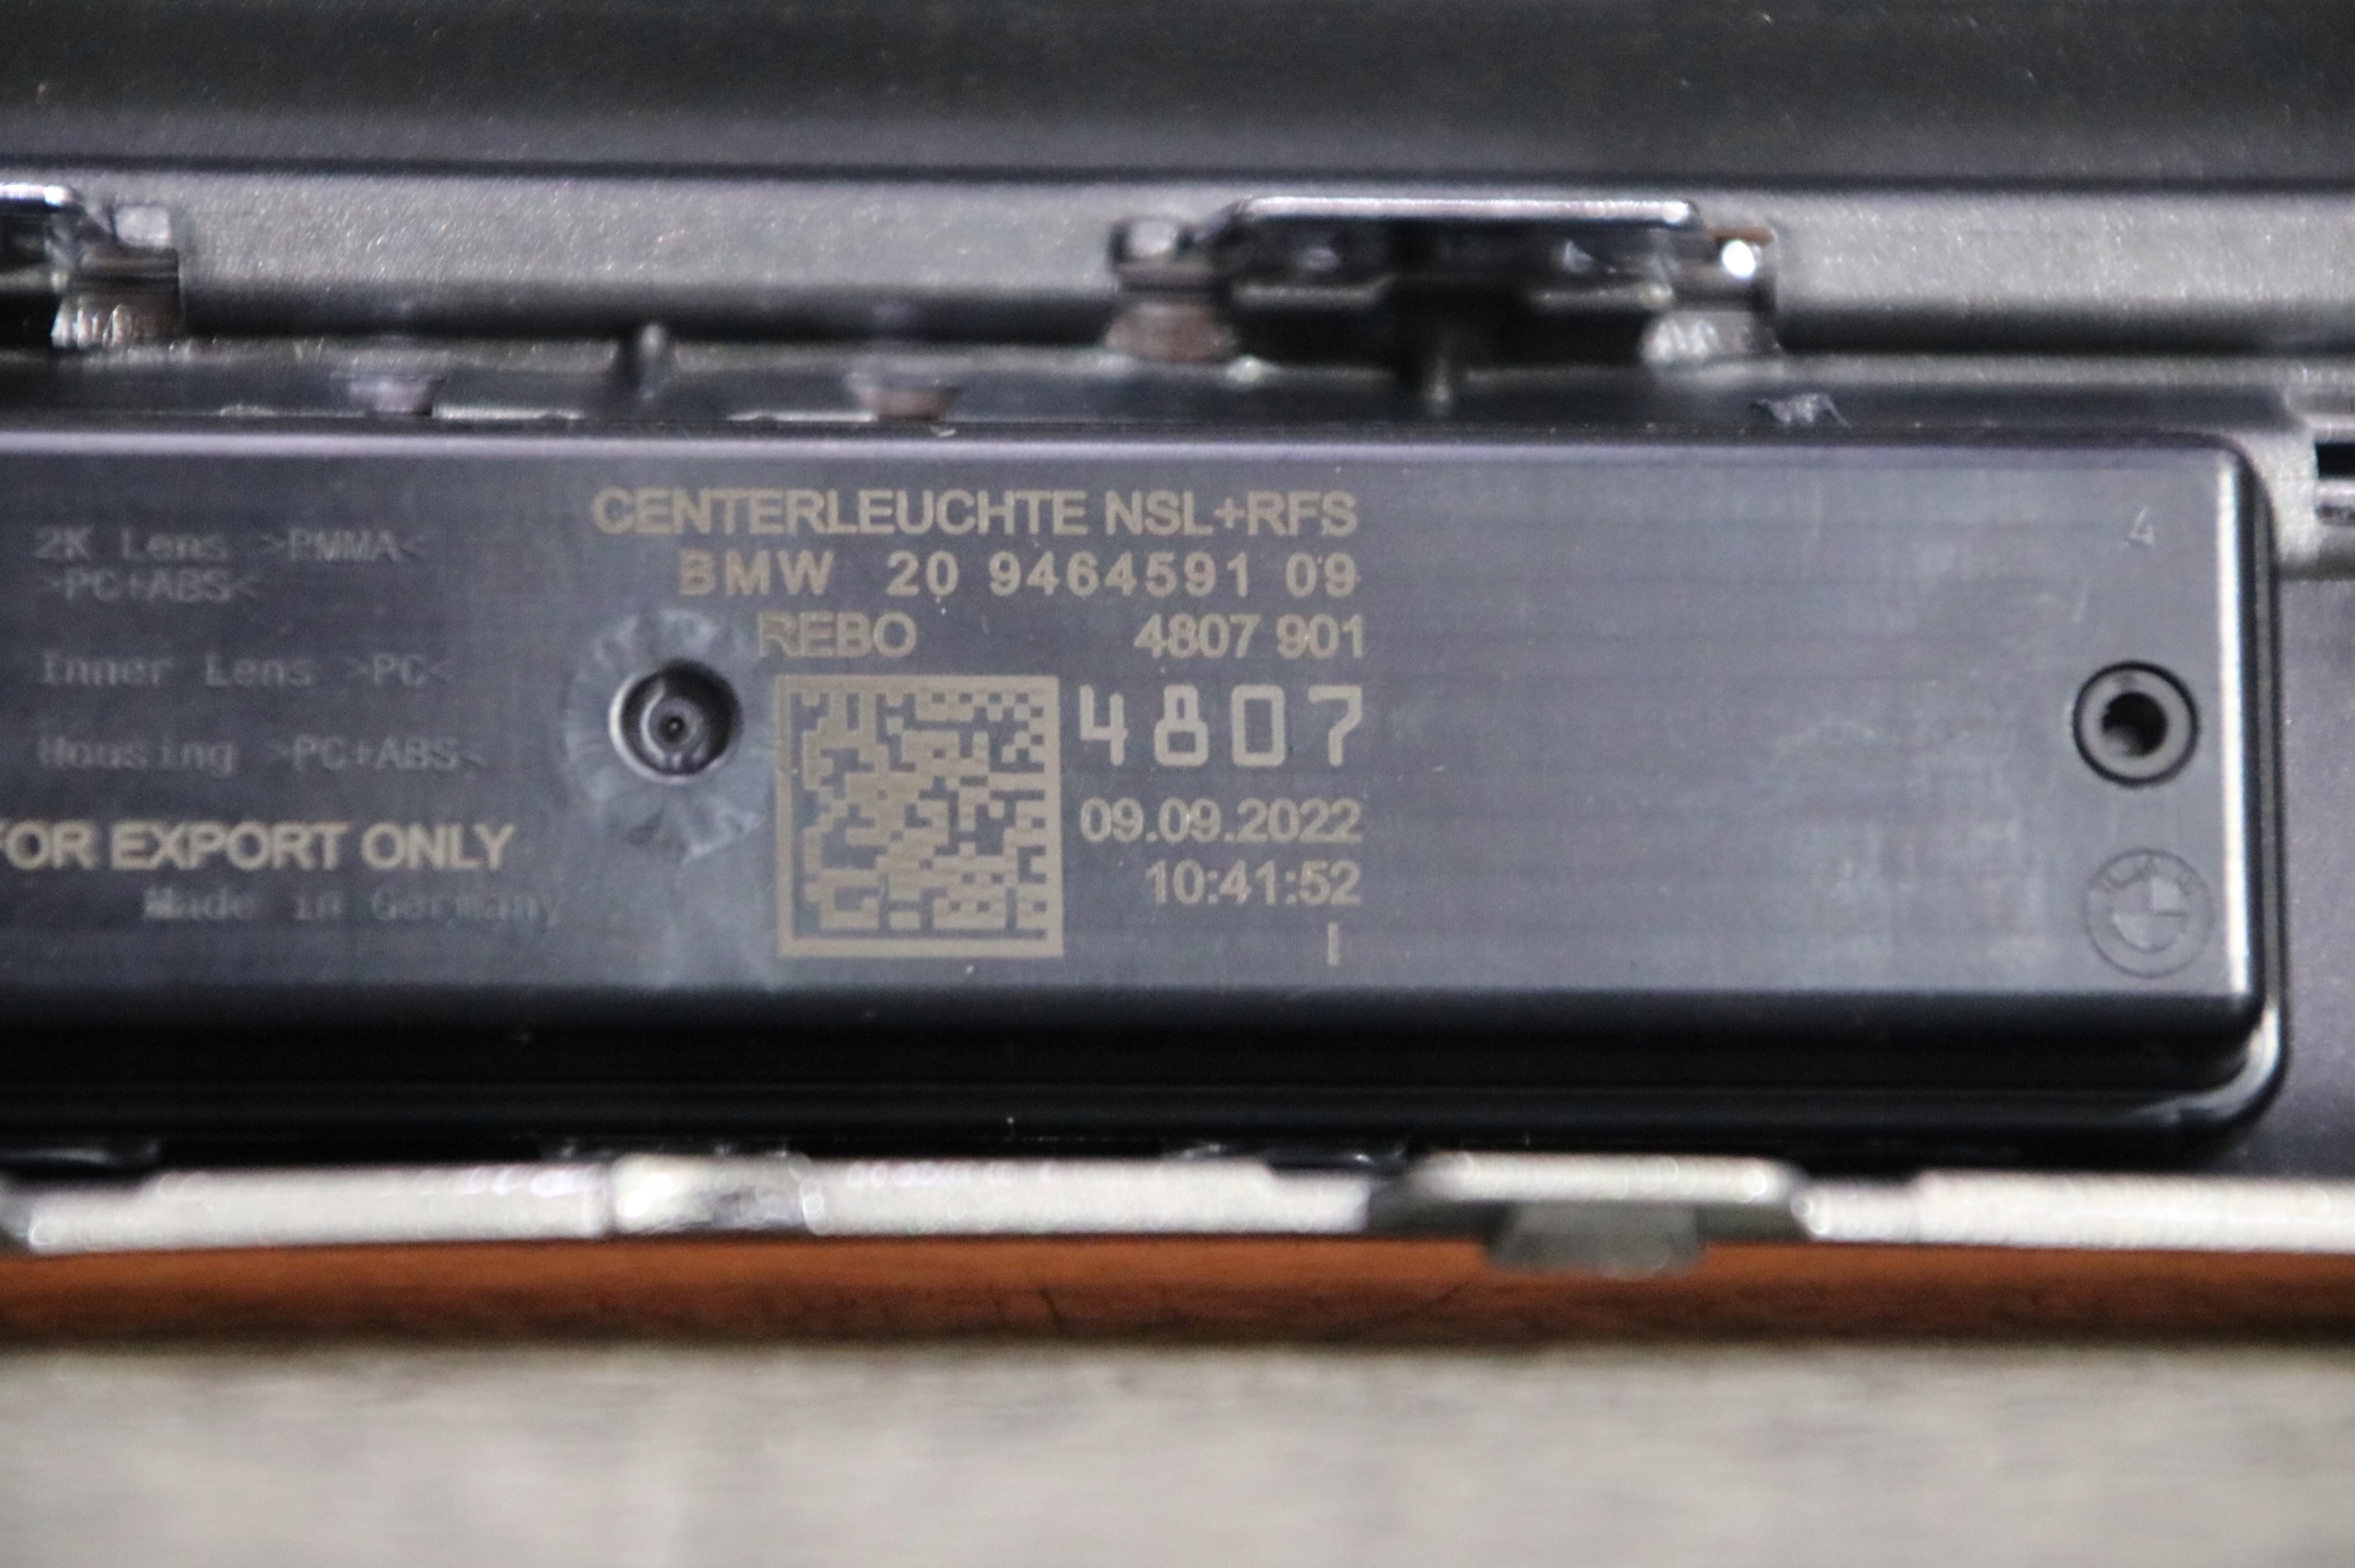 2K Lens >PMMA<
>PC+ABS<
Inner Lens >PC<
Housing >PC+ABS<
FOR EXPORT ONLY
Made in Germany
CENTERLEUCHTE NSL+RFS
BMW 20 9464591 09
REBO 4807 901
4807
09.09.2022
10:41:52
I
4